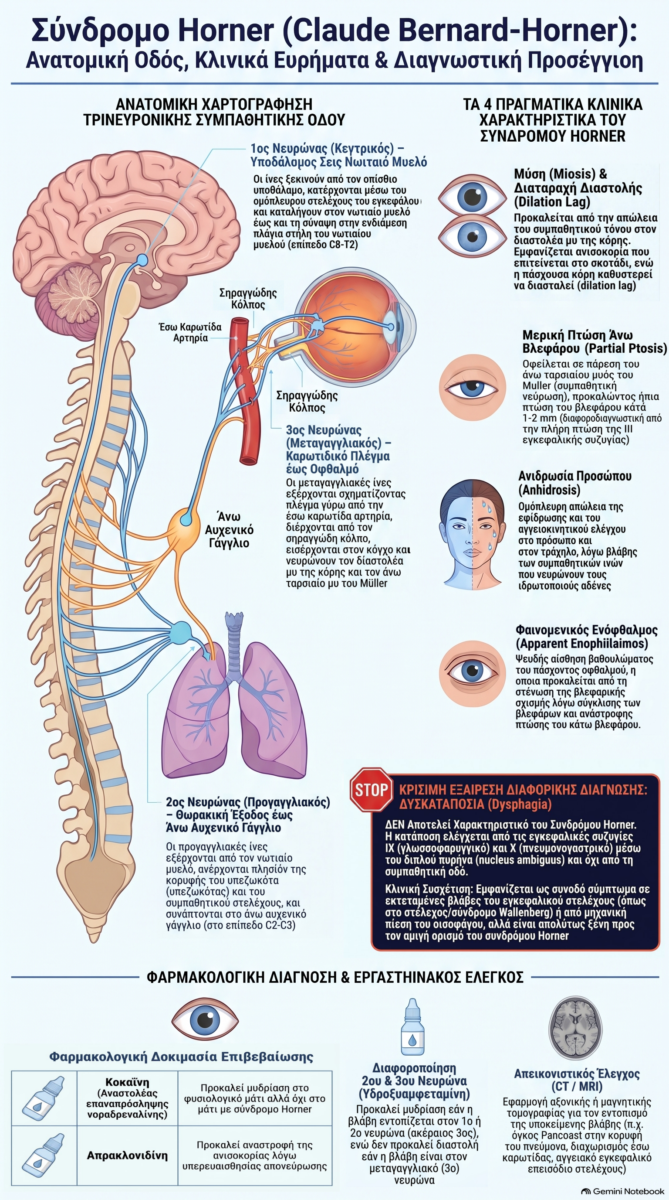 Σύνδρομο Horner (Claude Bernard-Horner):
Ανατομική Οδός, Κλινικά Ευρήματα & Διαγνωστική Προσέγγιοη
ΑΝΑΤΟΜΙΚΗ ΧΑΡΤΟΓΡΑΦΗΣΗ
ΤΡΙΝΕΥΡΟΝΙΚΗΣ ΣΥΜΠΑΘΗΤΙΚΗΣ ΟΔΟΥ
1ος Νευρώνας (Κεγτρικός) –
Υποδάλομος Σεις Νωιταίο Μυελό
Οι ίνες ξεκινούν από τον οπίσθιο
υποθάλαμο, κατέρχονται μέσω του
ομόπλευρου στελέχους του εγκεφάλου
και καταλήγουν στον νωτιαίο μυελό
έως και τη σύναψη στην ενδιάμεση
πλάγια στήλη του νωτιαίου
μυελού (επίπεδο C8-T2)
Σηραγγώδης
Κόλπος
Έσω Καρωτίδα
Αρτηρία
Σηραγγώδης
Κόλπος
3ος Νευρώνας
(Μεταγαγγλιακός) –
Καρωτιδικό Πλέγμα
έως Οφθαλμό
Οι μεταγαγγλιακές ίνες
εξέρχονται σχηματίζοντας
πλέγμα γύρω από την
έσω καρωτίδα αρτηρία,
διέρχονται από τον
σηραγγώδη κόλπο,
εισέρχονται στον κόγχο και
νευρώνουν τον δίαστολέα
μυ της κόρης και τον άνω
ταρσιαίο μυ του Müller
Άνω
Αυχενικό
Γάγγλιο
2ος Νευρώνας (Προγαγγλιακός)
– Θωρακική Έξοδος έως
Άνω Αυχενικό Γάγγλιο
Οι προγαγγλιακές ίνες
εξέρχονται από τον νωτιαίο
μυελό, ανέρχονται πλησίον της
κορυφής του υπεζωκότα
(υπεζωκότας) και του
συμπαθητικού στελέχους, και
συνάπτονται στο άνω αυχενικό
γάγγλιο (στο επίπεδο C2-C3)
ΤΑ 4 ΠΡΑΓΜΑΤΙΚΑ ΚΛΙΝΙΚΑ
ΧΑΡΑΚΤΗΡΙΣΤΙΚΑ ΤΟΥ
ΣΥΝΔΡΟΜΟΥ HORNER
Μύση (Miosis) &
Διαταραχή Διαστολής
(Dilation Lag)
Προκαλείται από την απώλεια
του συμπαθητικού τόνου στον
διαστολέα μυ της κόρης.
Εμφανίζεται ανισοκορία που
επιτείνεται στο σκοτάδι, ενώ
η πάσχουσα κόρη καθυστερεί
να διασταλεί (dilation lag)
Μερική Πτώση Άνω
Βλεφάρου (Partial Ptosis)
Οφείλεται σε πάρεση του
άνω ταρσιαίου μυός του
Muller (συμπαθητική
νεύρωση), προκαλώντας ήπια
πτώση του βλεφάρου κάτά
1-2 mm (διαφοροδιαγνωστική από
την πλήρη πτώση της III
εγκεφαλικής συζυγίας)
Ανιδρωσία Προσώπου
(Anhidrosis)
Ομόπλευρη απώλεια της
εφίδρωσης και του
αγγειοκινητικού ελέγχου
στο πρόσωπο και
στον τράχηλο, λόγω βλάβης
των συμπαθητικών ινών
που νευρώνουν τους
ιδρωτοποιούς αδένες
Φαινομενικός Ενόφθαλμος
(Apparent Enophiilaimos)
Ψευδής αίσθηση βαθουλώματος
του πάσχοντος οφθαλμού, η
οποια προκαλείται από τη
στένωση της βλεφαρικής
σχισμής λόγω σύγκλισης των
βλεφάρων και ανάστροφης
πτώσης του κάτω βλεφάρου.
STOP
ΚΡΙΣΙΜΗ ΕΞΑΙΡΕΣΗ ΔΙΑΦΟΡΙΚΗΣ ΔΙΑΓΝΩΣΗΣ:
ΔΥΣΚΑΤΑΠΟΣΙΑ (Dysphagia)
ΔΕΝ Αποτελεί Χαρακτηριστικό του Συνδρομου Horner.
Η κατάποση ελέγχεται από τις εγκεφαλικές συζυγίες
IX (γλωσσοφαρυγγικό) και X (πνευμονογαστρικό) μέσω
του διπλού πυρήνα (nucleus ambiguus) και όχι από τη
συμπαθητική οδό.
Κλινική Συσχέτιση: Εμφανίζεται ως συνοδό σύμπτωμα σε
εκτεταμένες βλάβες του εγκεφαλικού στελέχους (όπως
στο στέλεχος/σύνδρομο Wallenberg) ή από μηχανική
πίεση του οισοφάγου, αλλά είναι απολύτως ξένη προς
τον αμιγή ορισμό του συνδρόμου Horner
ΦΑΡΜΑΚΟΛΟΓΙΚΗ ΔΙΑΓΝΩΣΗ & ΕΡΓΑΣΤΗΙΝΑΚΟΣ ΕΛΕΓΚΟΣ
Φαρμακολογική Δοκιμασία Επιβεβαίωσης
Κοκαΐνη
(Αναστολέας
επαναπρόσληψης
νοραδρεναλίνης)
Προκαλεί μυδρίαση στο
φυσιολογικό μάτι αλλά όχι στο
μάτι με σύνδρομο Horner
Απρακλονιδίνη
Προκαλεί αναστροφή της
ανισοκορίας λόγω
υπερευαισθησίας απονεύρωσης
Διαφοροποίηση
2ου & 3ου Νευρώνα
(Υδροξυαμφεταμίνη)
Προκαλεί μυδρίαση εάν η
βλάβη εντοπίζεται στον 1ο ή
2ο νευρώνα (ακέραιος 3ος),
ενώ δεν προκαλεί διαστολή
εάν η βλάβη είναι στον
μεταγαγγλιακό (3ο)
νευρώνα
Απεικονιστικός Έλεγχος
(CT / MRI)
Εφαρμογή αξονικής ή μαγνητικής
τομογραφίας για τον εντοπισμό
της υποκείμενης βλάβης (π.χ.
όγκος Pancoast στην κορυφή
του πνεύμονα, διαχωρισμός έσω
καρωτίδας, αγγειακό εγκεφαλικό
επεισόδιο στελέχους)
Gemini Notebook